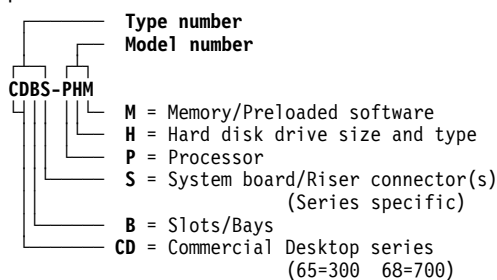 Type number
Model number
CDBS-PHM
M = Memory/Preloaded software
H = Hard disk drive size and type
P = Processor
S = System board/Riser connector(s)
(Series specific)
B = Slots/Bays
CD = Commercial Desktop series
(65=300 68=700)